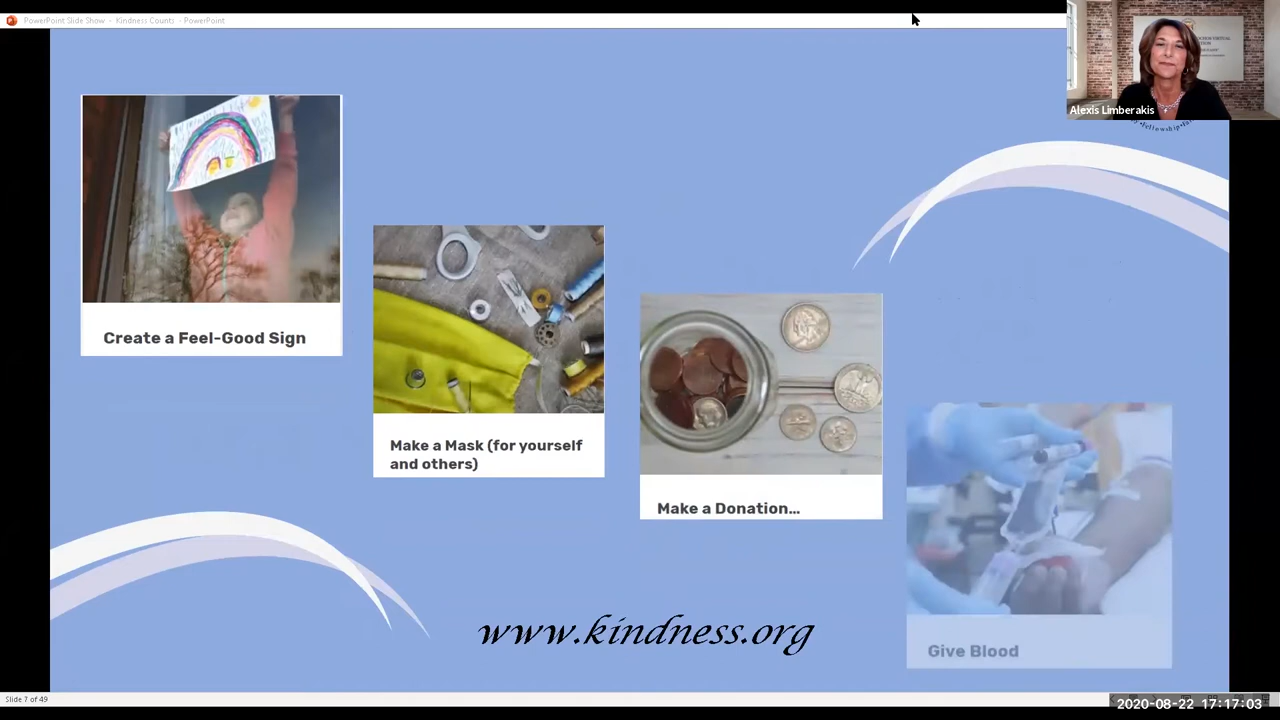 PowerPoint Slide Show - Kindness Counts - PowerPoint
Alexis Limberakis
Create a Feel-Good Sign
Make a Mask (for yourself
and others)
Make a Donation...
Give Blood
www.kindness.org
Slide 7 of 49
2020-08-22 17:17:03